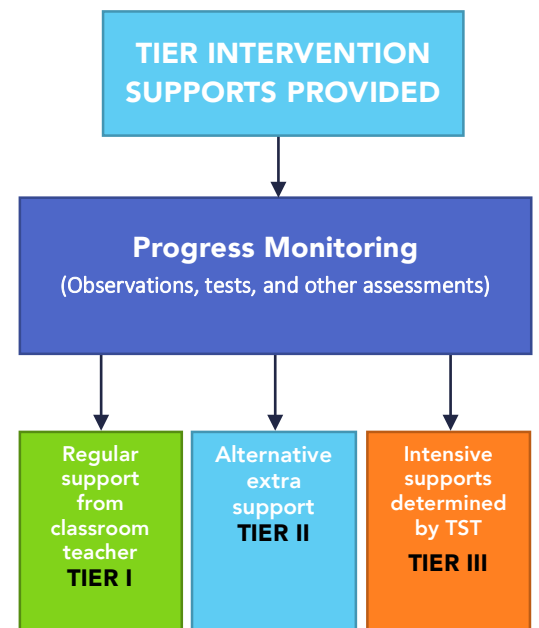 TIER INTERVENTION
SUPPORTS PROVIDED
Progress Monitoring
(Observations, tests, and other assessments)
Regular
support
from
classroom
teacher
TIER I
Alternative
extra
support
TIER II
Intensive
supports
determined
by TST
TIER III